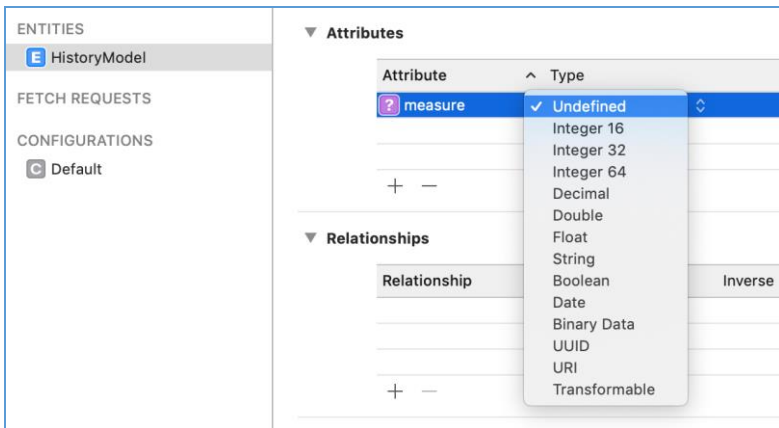 ENTITIES
E HistoryModel
FETCH REQUESTS
CONFIGURATIONS
C Default
Attributes
Attribute Type
? measure Undefined
Integer 16
Integer 32
Integer 64
Decimal
Double
Float
String
Boolean
Date
Binary Data
UUID
URI
Transformable
Relationships
Relationship Inverse